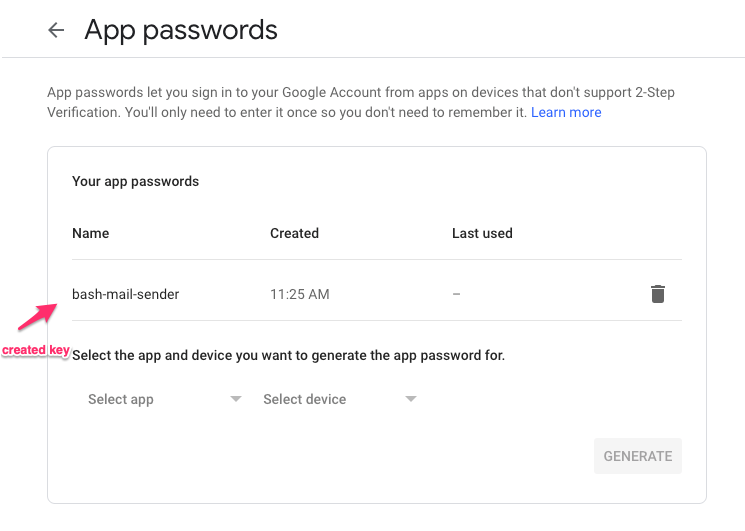 App passwords
App passwords let you sign in to your Google Account from apps on devices that don't support 2-Step
Verification. You'll only need to enter it once so you don't need to remember it. Learn more
Your app passwords
Name Created Last used
bash-mail-sender 11:25 AM –
created key
Select the app and device you want to generate the app password for.
Select app Select device
GENERATE